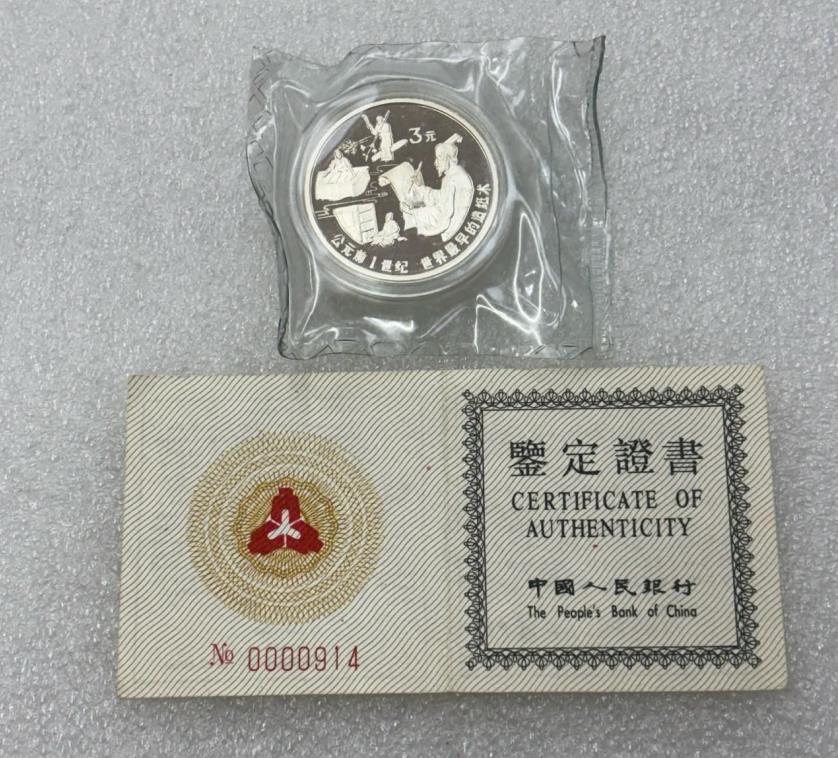 3元
公元前1世纪 世界最早的造纸术
鑒定證書
CERTIFICATE OF
AUTHENTICITY
中國人民銀行
The People's Bank of China
№ 0000914